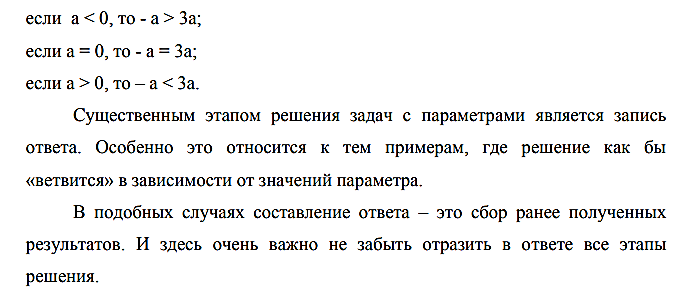 если  а < 0, то - а > 3а;
если а = 0, то - а = 3а;
если а > 0, то – а < 3а.
Существенным этапом решения задач с параметрами является запись
ответа. Особенно это относится к тем примерам, где решение как бы
«ветвится» в зависимости от значений параметра.
В подобных случаях составление ответа – это сбор ранее полученных
результатов. И здесь очень важно не забыть отразить в ответе все этапы
решения.